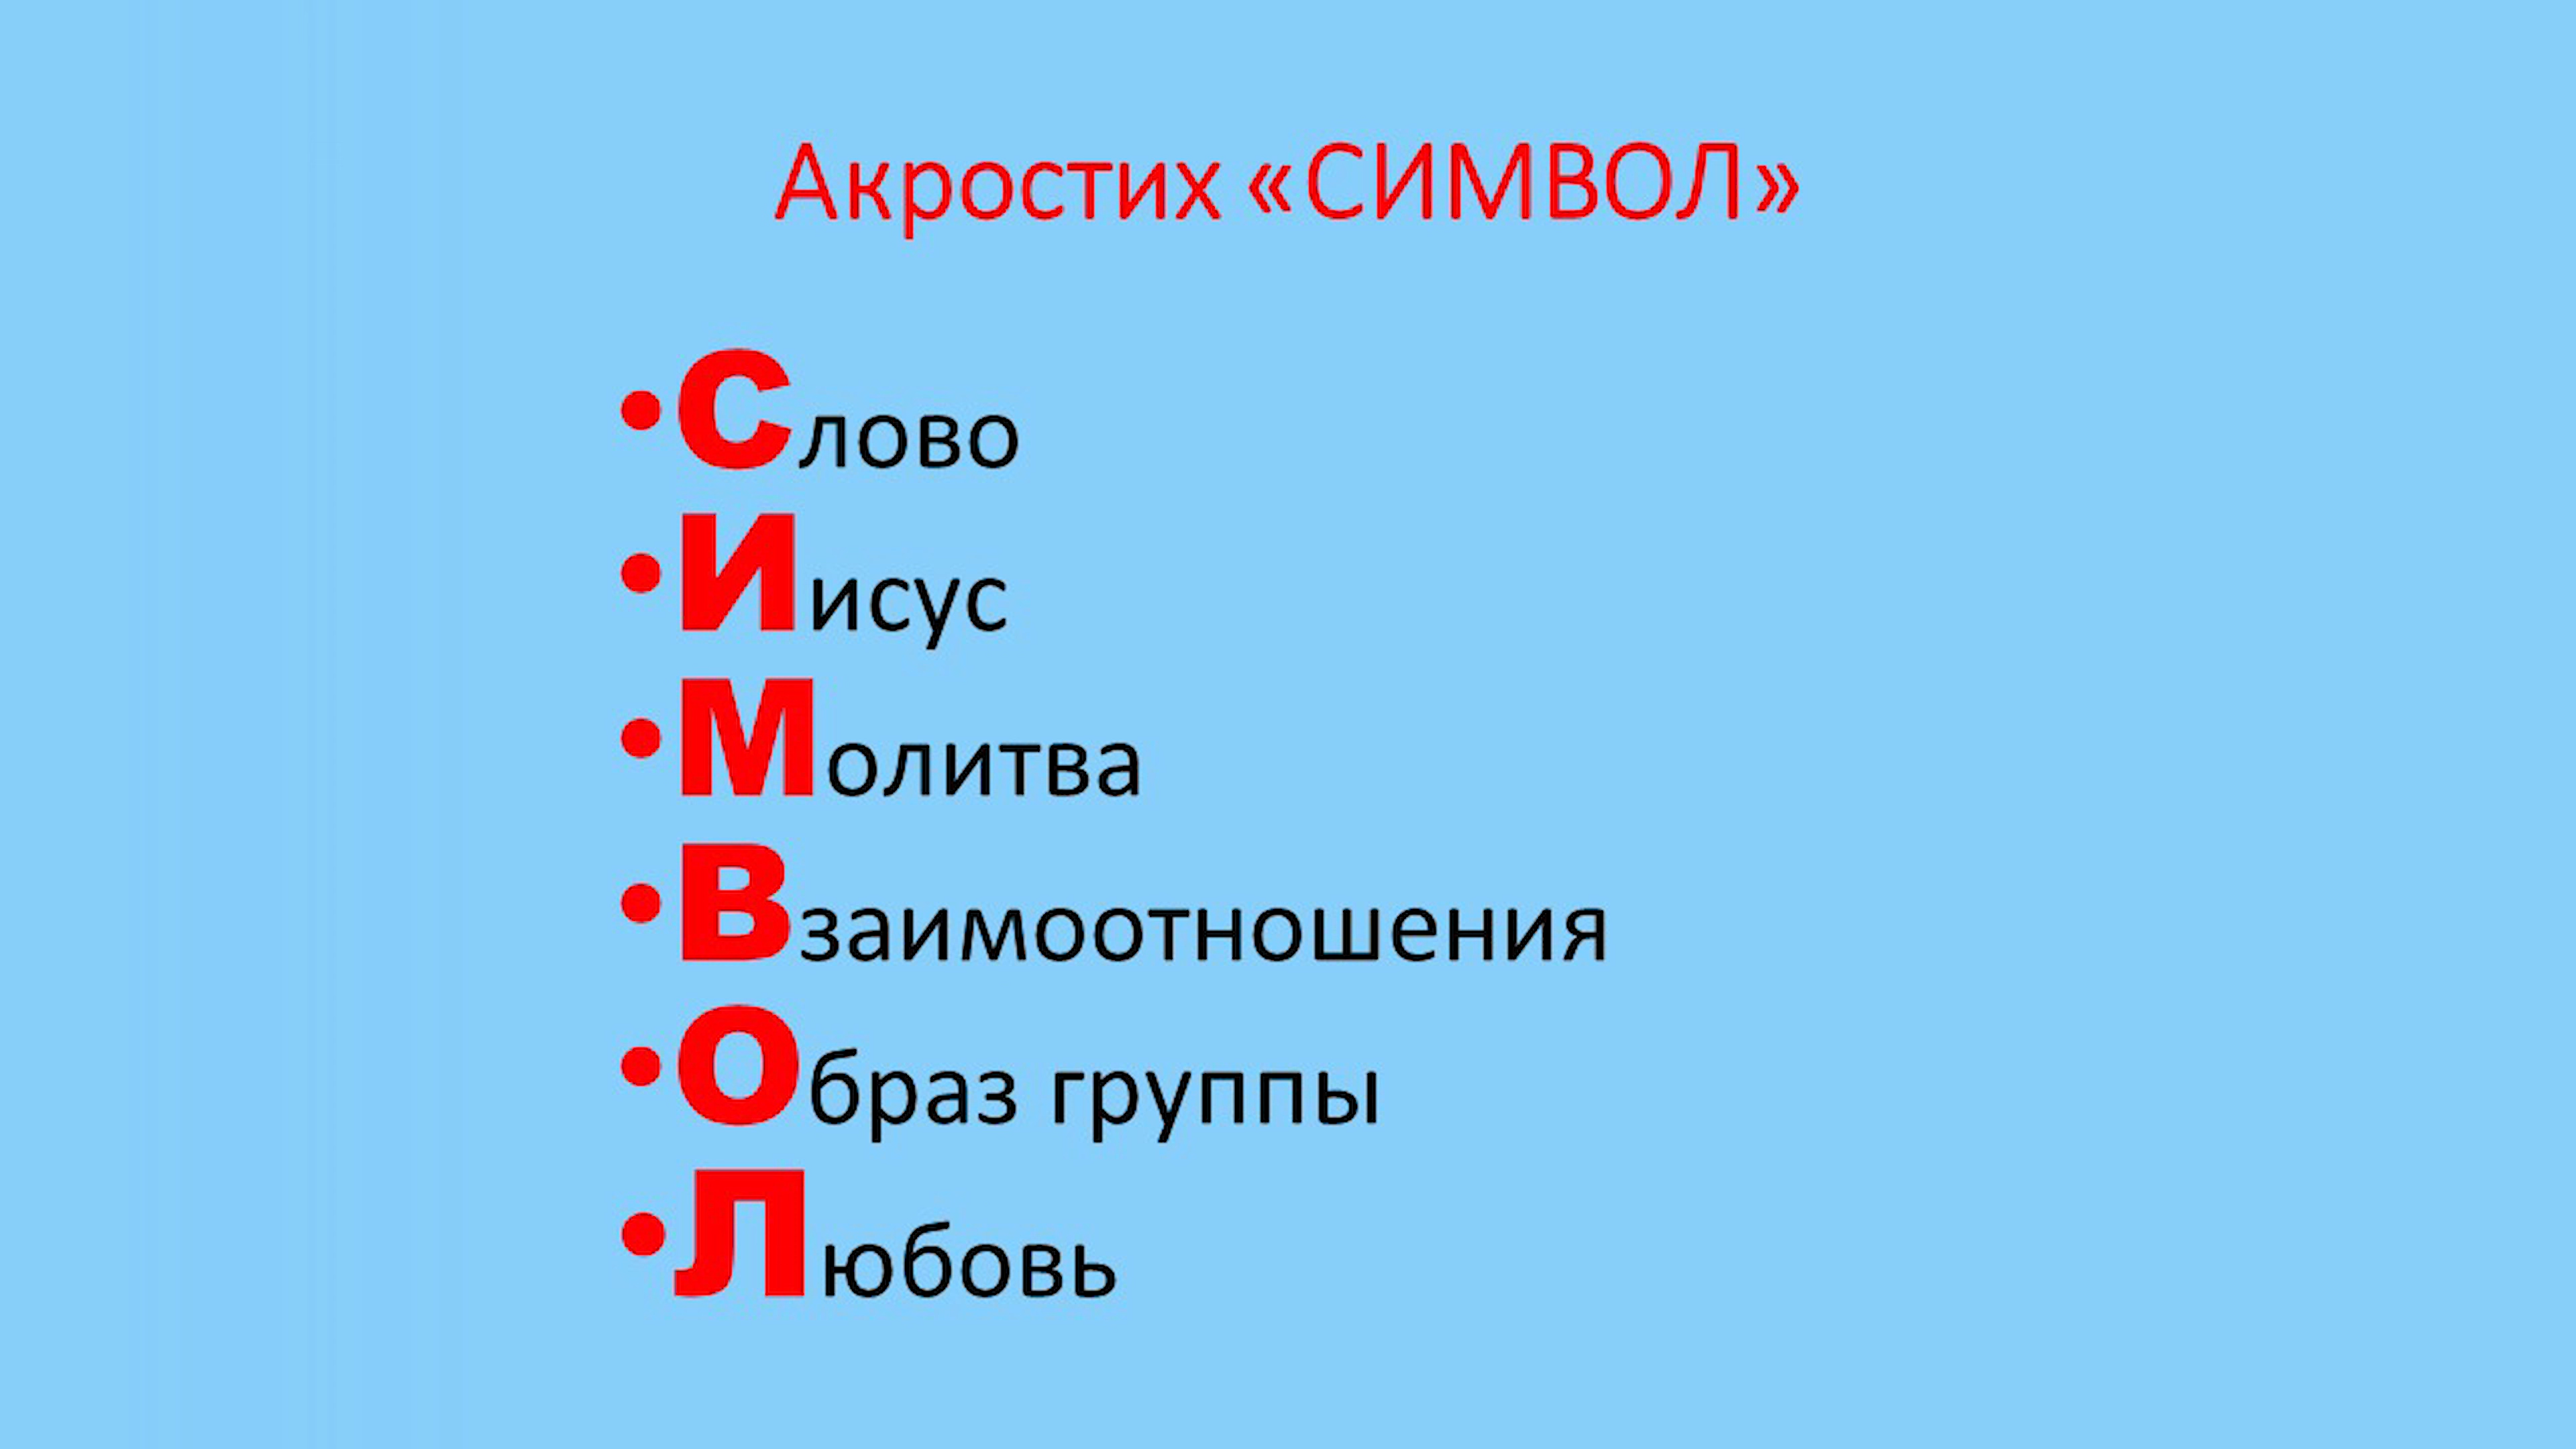 Акростих «СИМВОЛ»
•Слово
•Иисус
•Молитва
•Взаимоотношения
•Образ группы
•Любовь